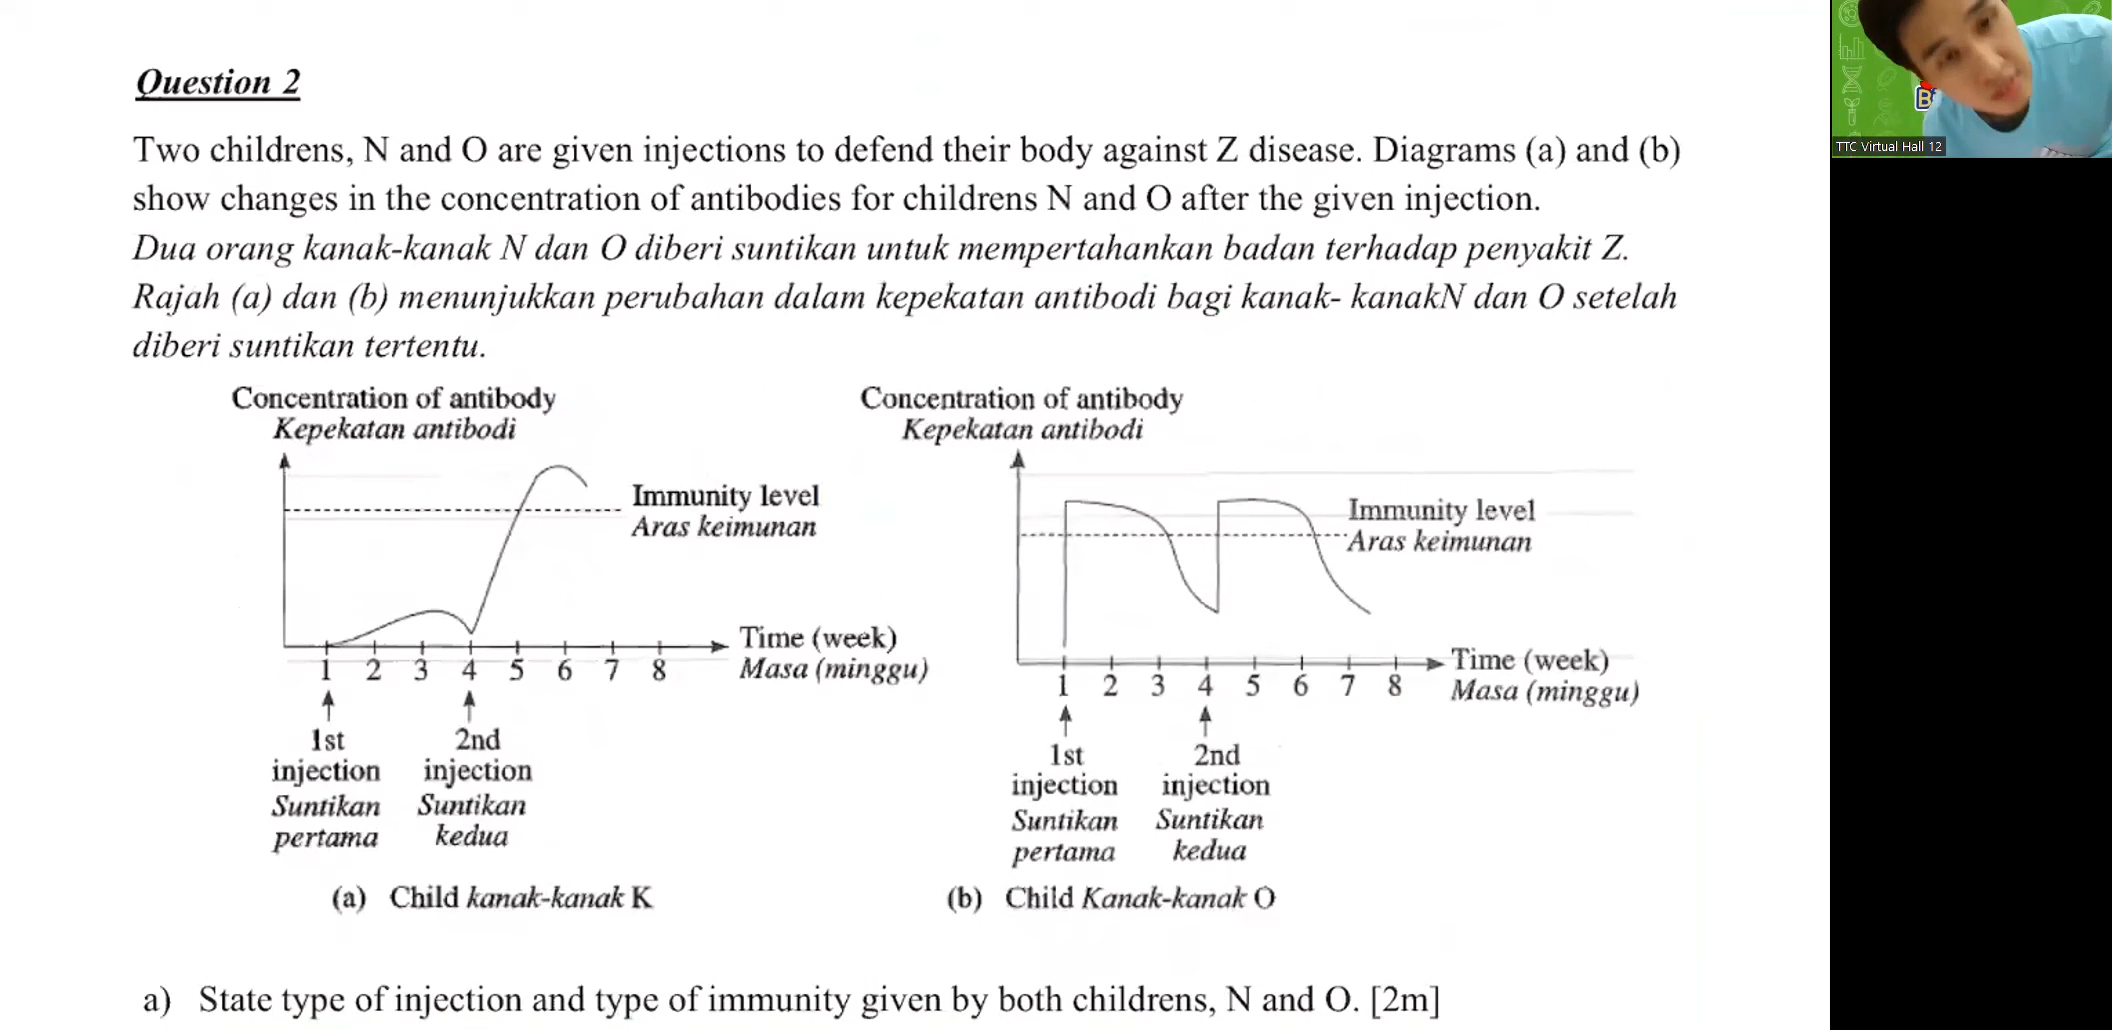 Question 2
Two childrens, N and O are given injections to defend their body against Z disease. Diagrams (a) and (b)
show changes in the concentration of antibodies for childrens N and O after the given injection.
Dua orang kanak-kanak N dan O diberi suntikan untuk mempertahankan badan terhadap penyakit Z.
Rajah (a) dan (b) menunjukkan perubahan dalam kepekatan antibodi bagi kanak- kanakN dan O setelah
diberi suntikan tertentu.
Concentration of antibody
Kepekatan antibodi
Immunity level
Aras keimunan
Time (week)
Masa (minggu)
1 2 3 4 5 6 7 8
1st
injection
Suntikan
pertama
2nd
injection
Suntikan
kedua
(a) Child kanak-kanak K
Concentration of antibody
Kepekatan antibodi
Immunity level
Aras keimunan
Time (week)
Masa (minggu)
1 2 3 4 5 6 7 8
1st
injection
Suntikan
pertama
2nd
injection
Suntikan
kedua
(b) Child Kanak-kanak O
a) State type of injection and type of immunity given by both childrens, N and O. [2m]
TTC Virtual Hall 12